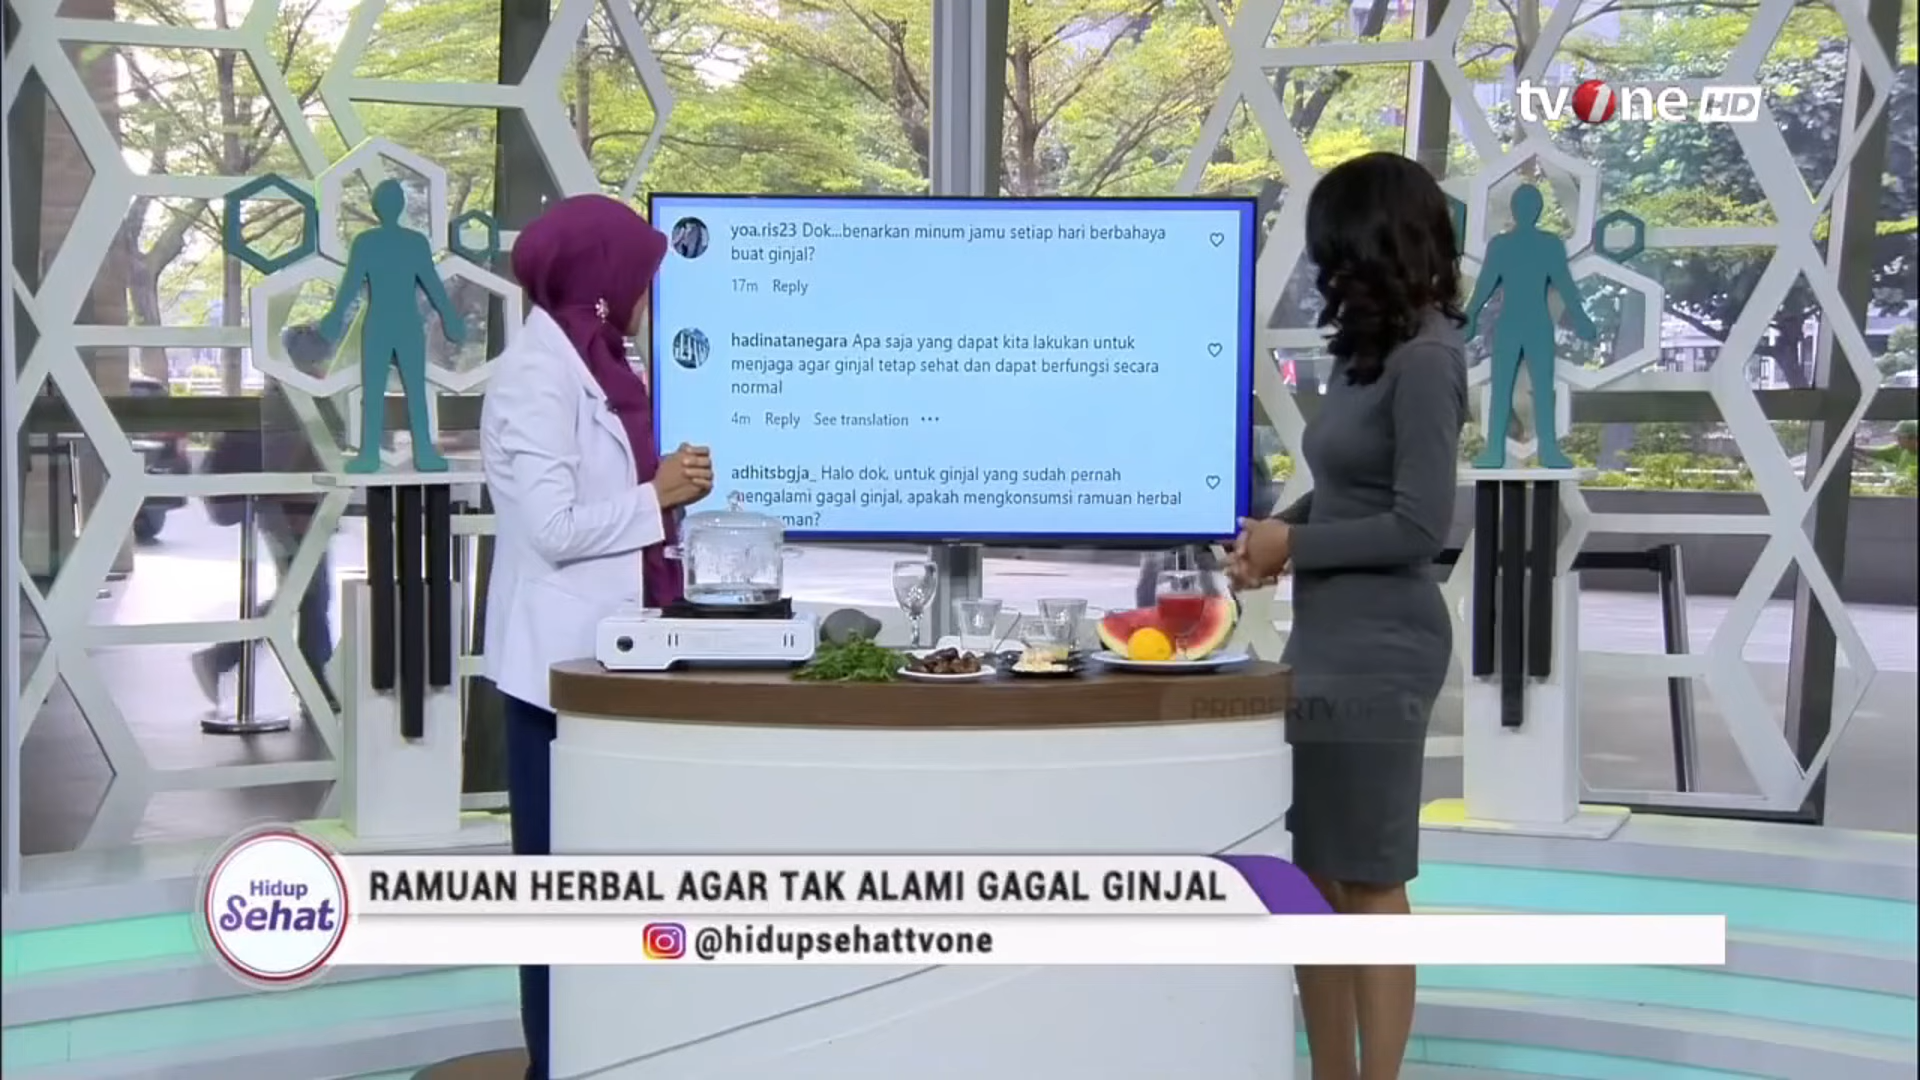 tvOne HD
yoa.ris23 Dok...benarkan minum jamu setiap hari berbahaya
buat ginjal?
17m Reply
hadinatanegara Apa saja yang dapat kita lakukan untuk
menjaga agar ginjal tetap sehat dan dapat berfungsi secara
normal
4m Reply See translation ...
adhitsbgja_ Halo dok, untuk ginjal yang sudah pernah
mengalami gagal ginjal, apakah mengkonsumsi ramuan herbal
PROPERTY OF
Hidup
Sehat
RAMUAN HERBAL AGAR TAK ALAMI GAGAL GINJAL
@hidupsehattvone